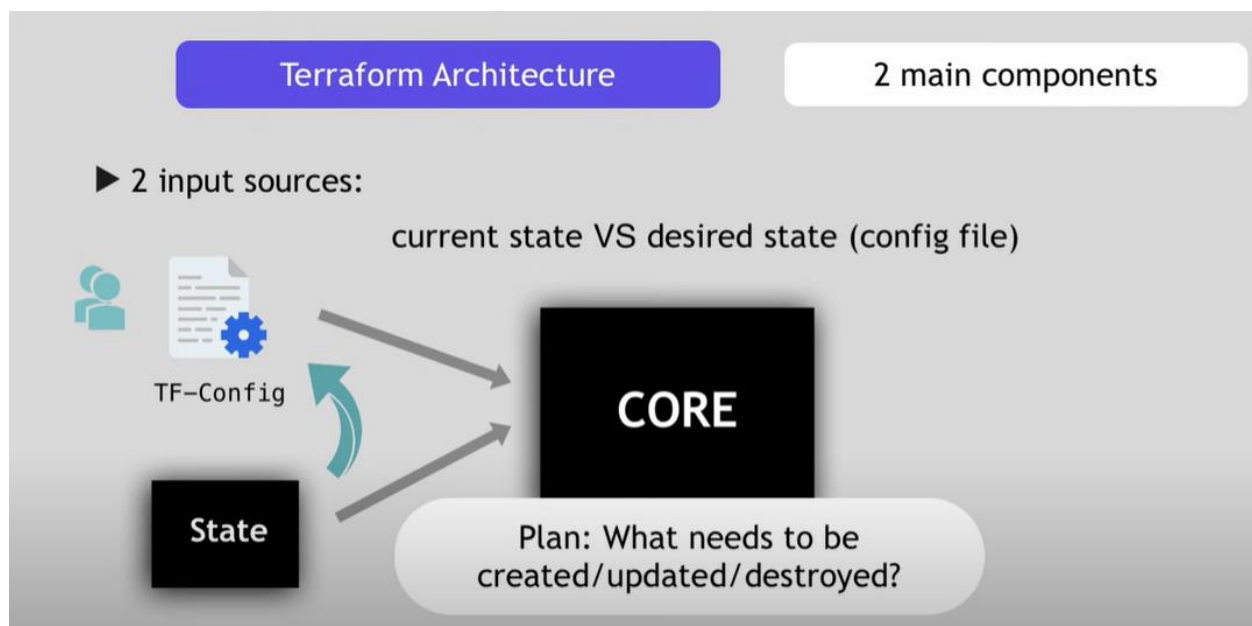 Terraform Architecture
2 main components
▶ 2 input sources:
current state VS desired state (config file)
TF-Config
CORE
State
Plan: What needs to be
created/updated/destroyed?